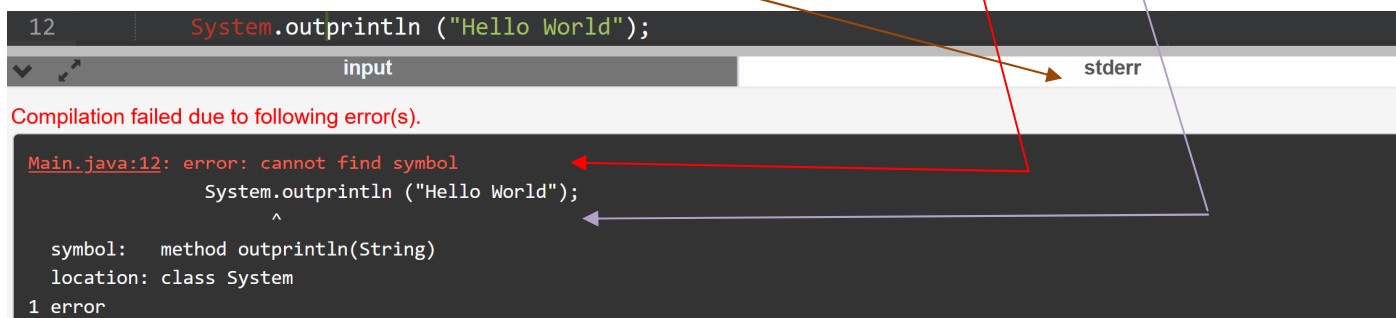 12 System.outprintln ("Hello World");
input stderr
Compilation failed due to following error(s).
Main.java:12: error: cannot find symbol
System.outprintln ("Hello World");
^
symbol: method outprintln(String)
location: class System
1 error